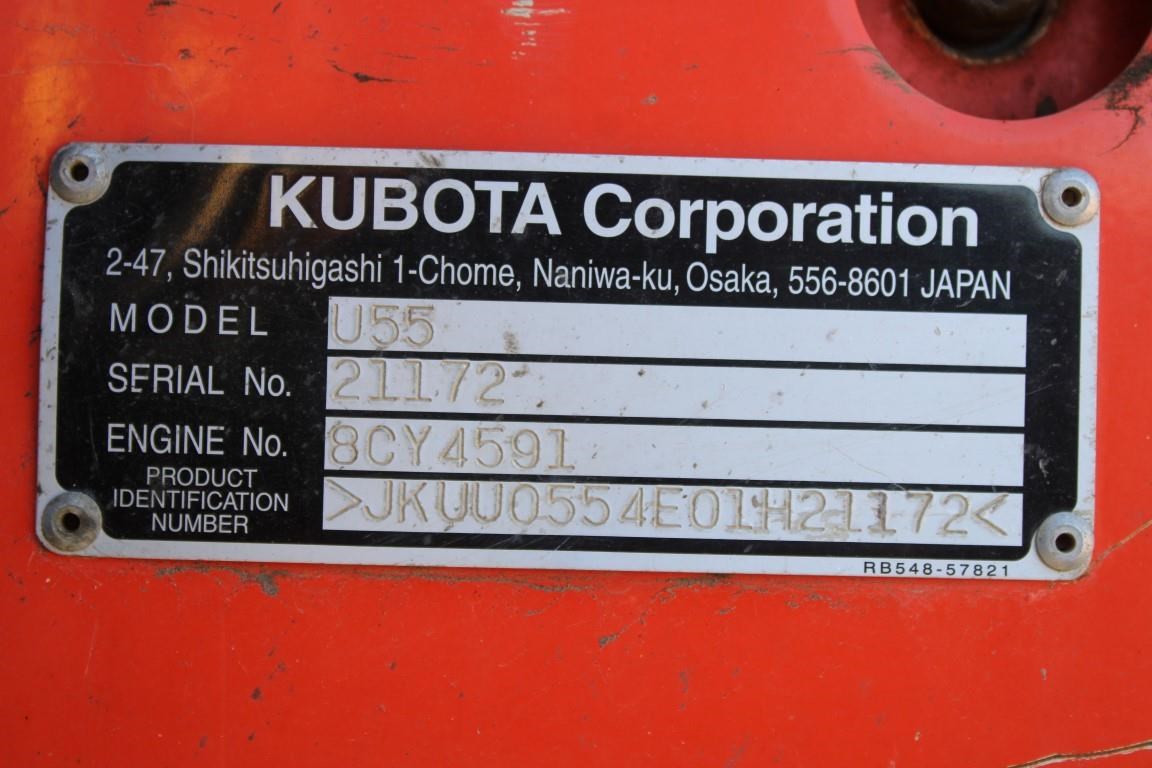 KUBOTA Corporation
2-47, Shikitsuhigashi 1-Chome, Naniwa-ku, Osaka, 556-8601 JAPAN
MODEL U55
SERIAL No. 21172
ENGINE No. 8CY4591
PRODUCT IDENTIFICATION NUMBER >JKUU0554E01H21172<
RB548-57821